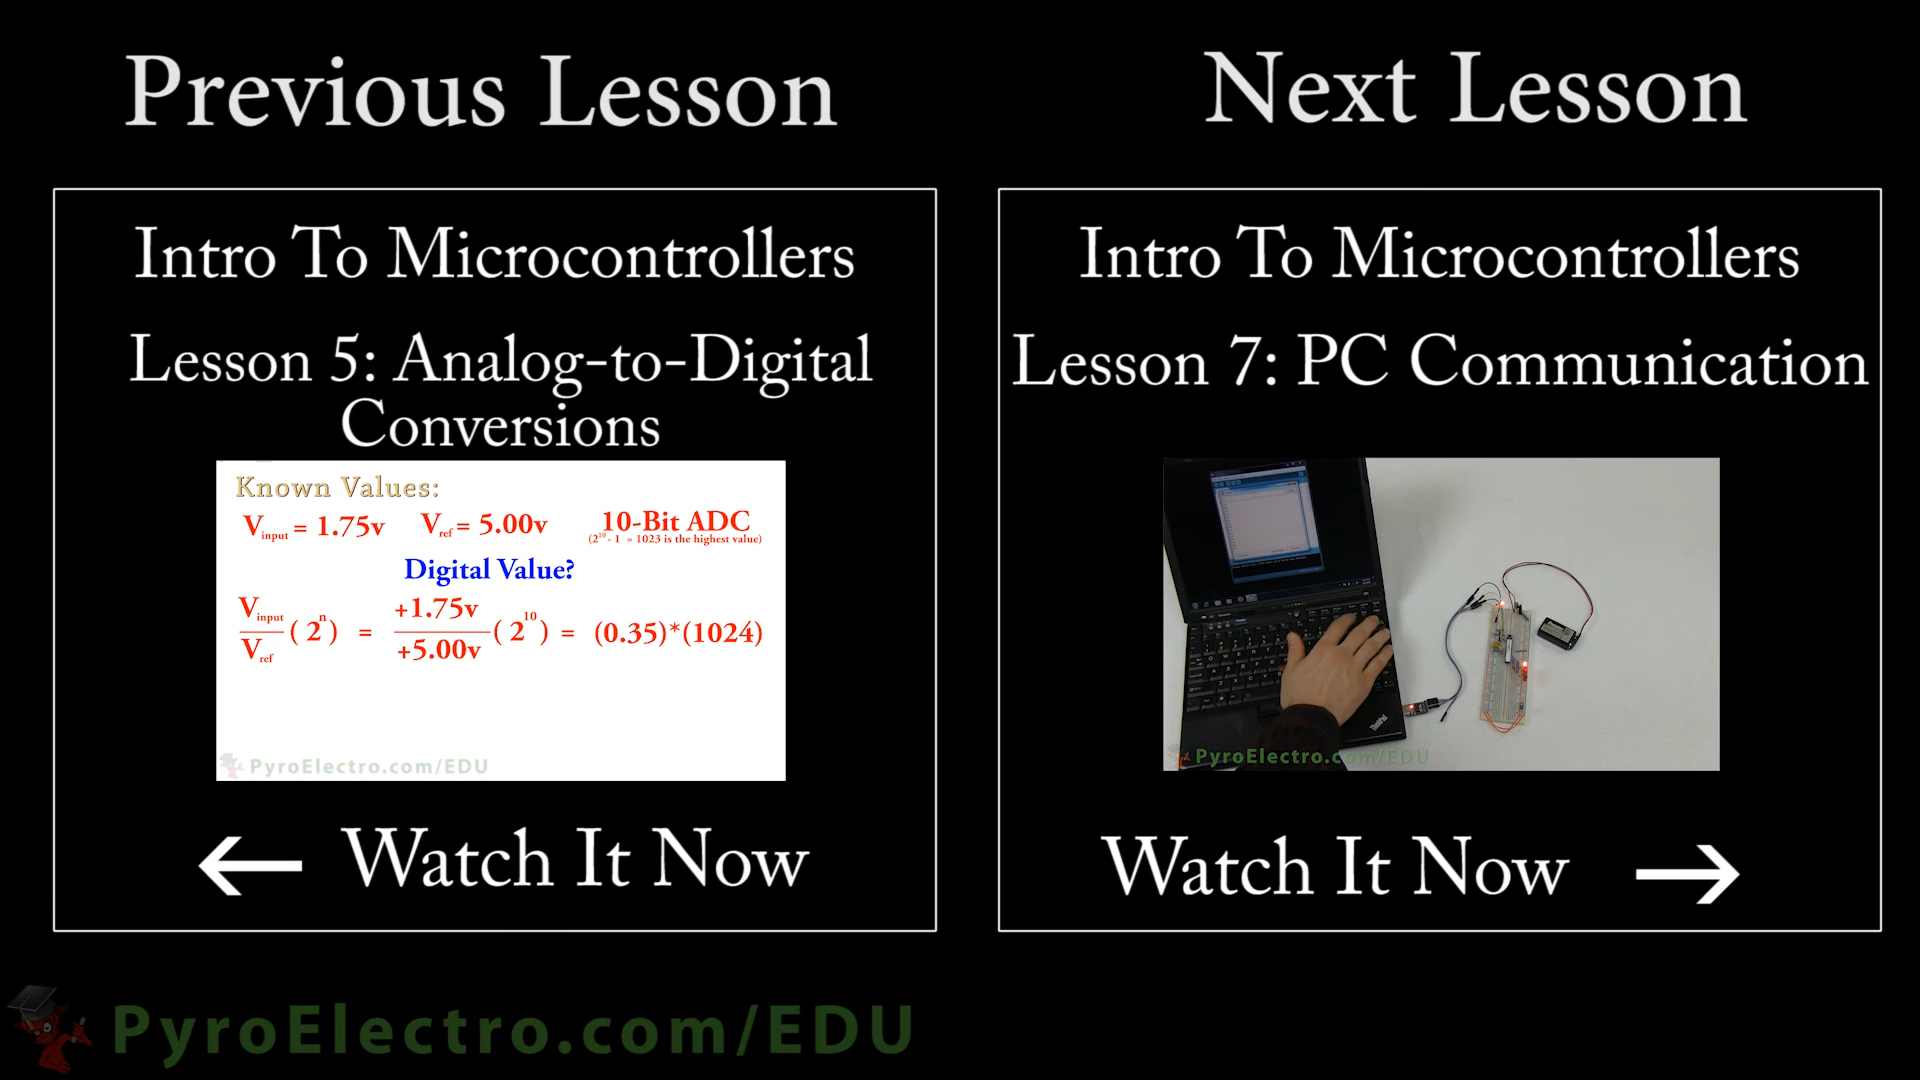 Previous Lesson
Next Lesson
Intro To Microcontrollers
Lesson 5: Analog-to-Digital
Conversions
Known Values:
Vinput = 1.75v Vref = 5.00v 10-Bit ADC
(2^10 - 1 = 1023 is the highest value)
Digital Value?
Vinput/Vref (2^n) = +1.75v/+5.00v (2^10) = (0.35)*(1024)
PyroElectro.com/EDU
← Watch It Now
Intro To Microcontrollers
Lesson 7: PC Communication
ThinkPad
PyroElectro.com/EDU
Watch It Now →
PyroElectro.com/EDU